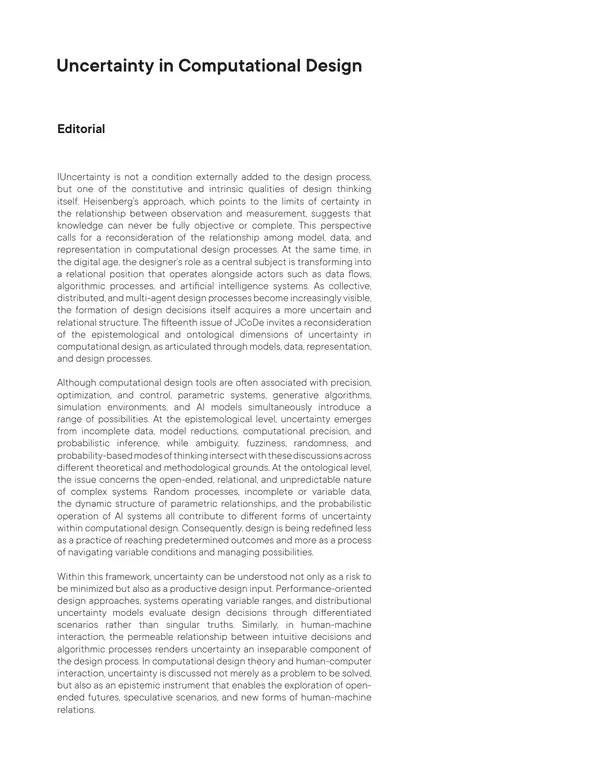 Uncertainty in Computational Design
Editorial
IUncertainty is not a condition externally added to the design process,
but one of the constitutive and intrinsic qualities of design thinking
itself. Heisenberg's approach, which points to the limits of certainty in
the relationship between observation and measurement, suggests that
knowledge can never be fully objective or complete. This perspective
calls for a reconsideration of the relationship among model, data, and
representation in computational design processes. At the same time, in
the digital age, the designer's role as a central subject is transforming into
a relational position that operates alongside actors such as data flows,
algorithmic processes, and artificial intelligence systems. As collective,
distributed, and multi-agent design processes become increasingly visible,
the formation of design decisions itself acquires a more uncertain and
relational structure. The fifteenth issue of JCoDe invites a reconsideration
of the epistemological and ontological dimensions of uncertainty in
computational design, as articulated through models, data, representation,
and design processes.
Although computational design tools are often associated with precision,
optimization, and control, parametric systems, generative algorithms,
simulation environments, and AI models simultaneously introduce a
range of possibilities. At the epistemological level, uncertainty emerges
from incomplete data, model reductions, computational precision, and
probabilistic inference, while ambiguity, fuzziness, randomness, and
probability-based modes of thinking intersect with these discussions across
different theoretical and methodological grounds. At the ontological level,
the issue concerns the open-ended, relational, and unpredictable nature
of complex systems. Random processes, incomplete or variable data,
the dynamic structure of parametric relationships, and the probabilistic
operation of AI systems all contribute to different forms of uncertainty
within computational design. Consequently, design is being redefined less
as a practice of reaching predetermined outcomes and more as a process
of navigating variable conditions and managing possibilities.
Within this framework, uncertainty can be understood not only as a risk to
be minimized but also as a productive design input. Performance-oriented
design approaches, systems operating variable ranges, and distributional
uncertainty models evaluate design decisions through differentiated
scenarios rather than singular truths. Similarly, in human-machine
interaction, the permeable relationship between intuitive decisions and
algorithmic processes renders uncertainty an inseparable component of
the design process. In computational design theory and human-computer
interaction, uncertainty is discussed not merely as a problem to be solved,
but also as an epistemic instrument that enables the exploration of open-
ended futures, speculative scenarios, and new forms of human-machine
relations.